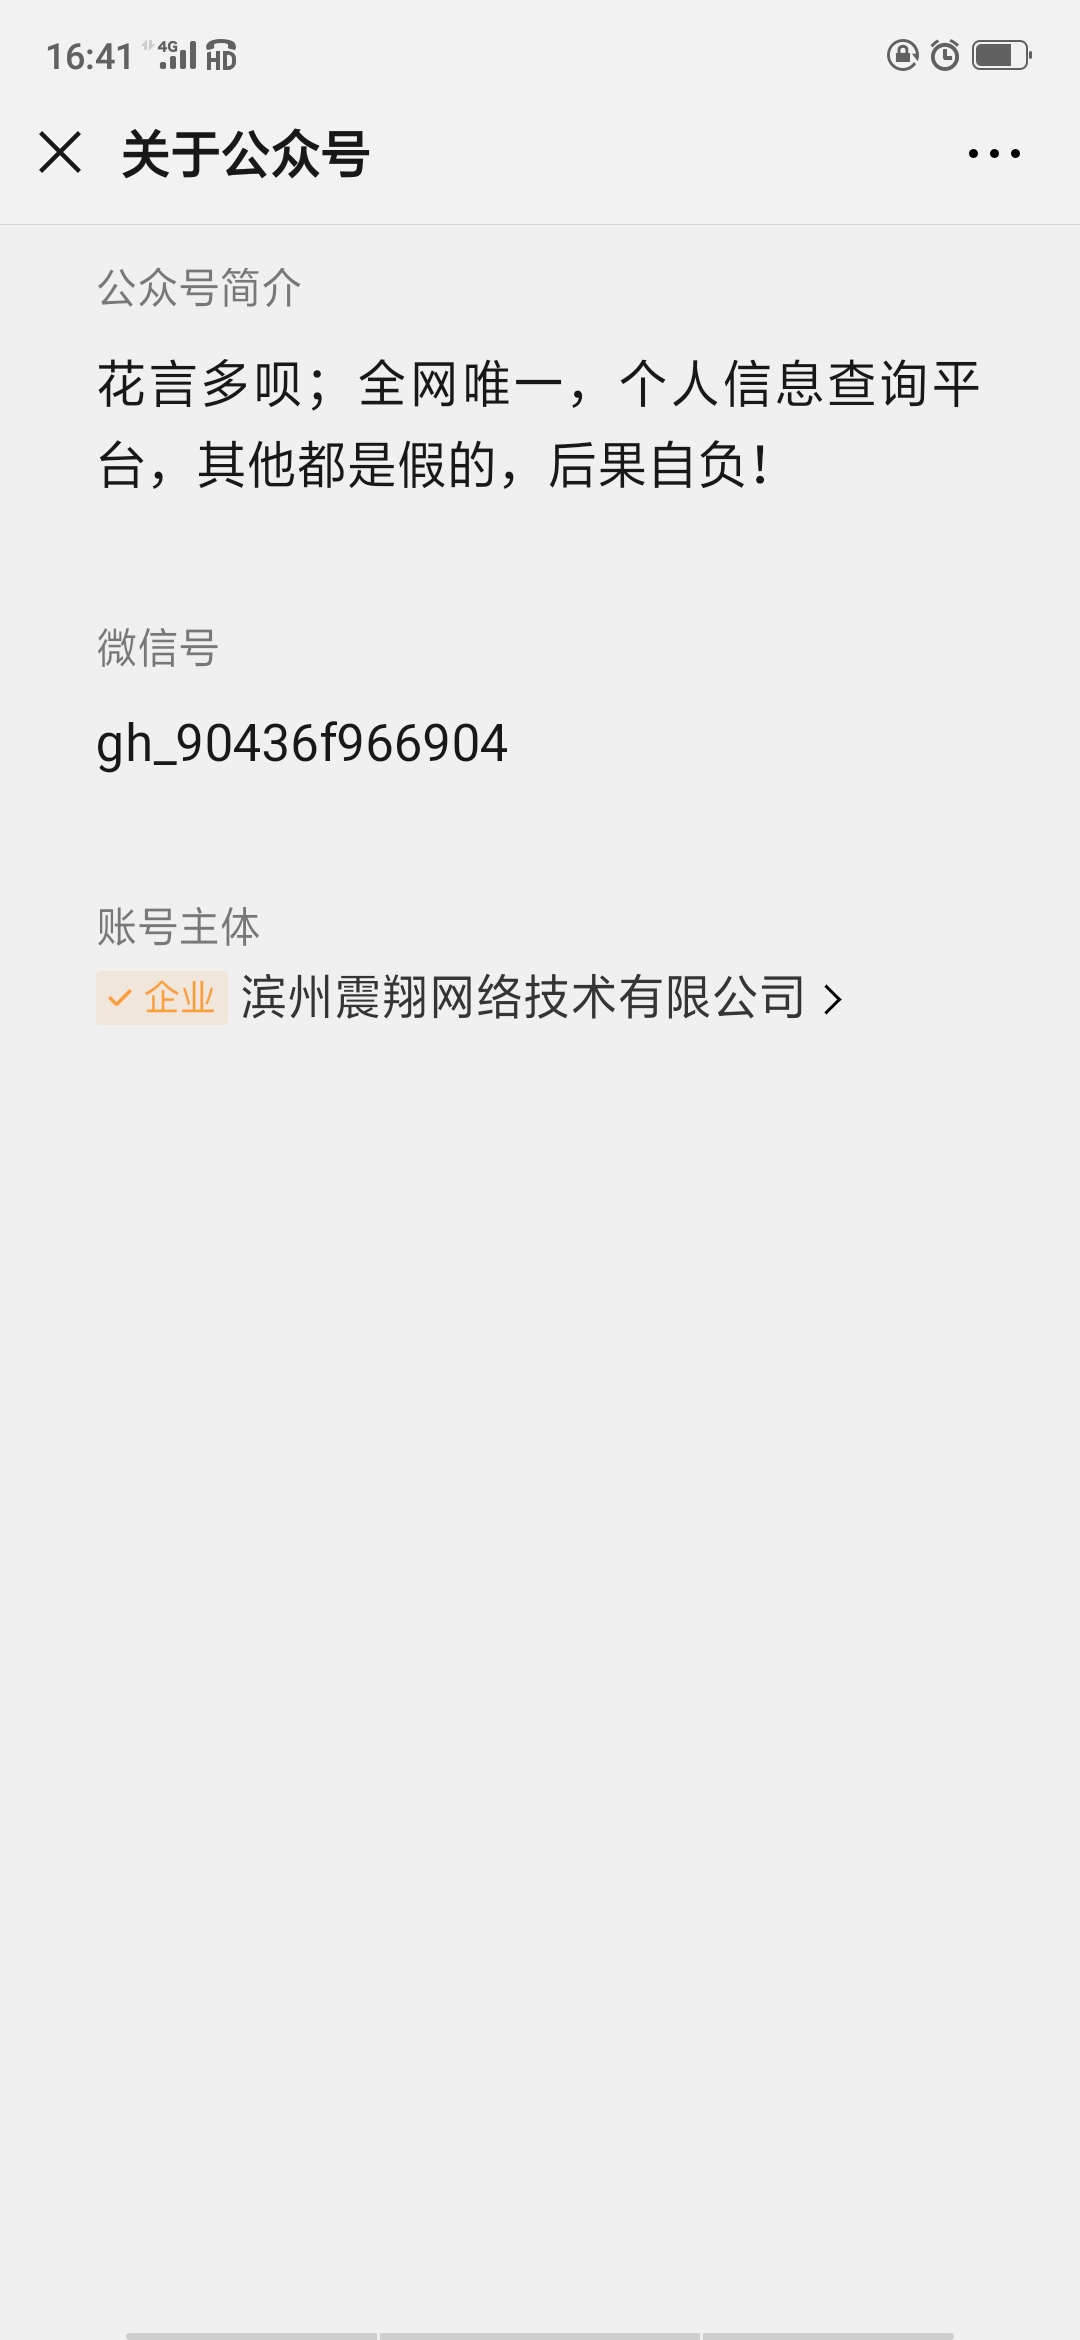 16:41 4G HD
关于公众号
公众号简介
花言多呗；全网唯一，个人信息查询平
台，其他都是假的，后果自负！
微信号
gh_90436f966904
账号主体
企业 滨州震翔网络技术有限公司